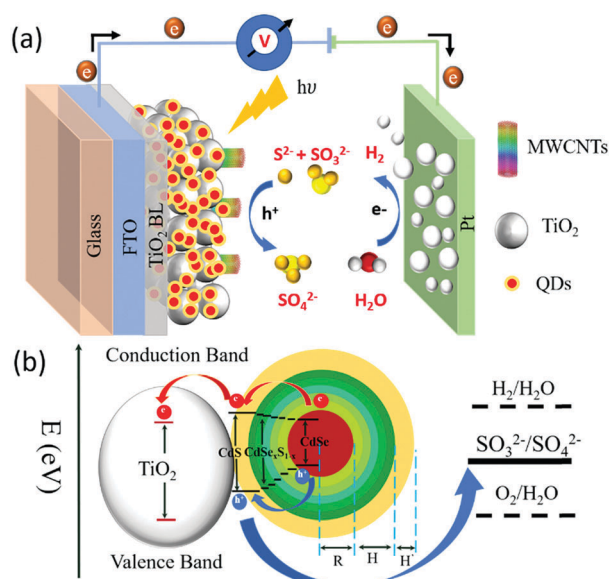 (a)
e
e
V
e
e
hυ
Glass
FTO
TiO₂ BL
S²⁻ + SO₃²⁻
H₂
h⁺
e-
SO₄²⁻
H₂O
Pt
MWCNTs
TiO₂
QDs
(b)
E (eV)
Conduction Band
e
e
e
TiO₂
CdS
CdSeₓS₁₋ₓ
CdSe
h⁺
h⁺
Valence Band
R
H
H'
H₂/H₂O
SO₃²⁻/SO₄²⁻
O₂/H₂O